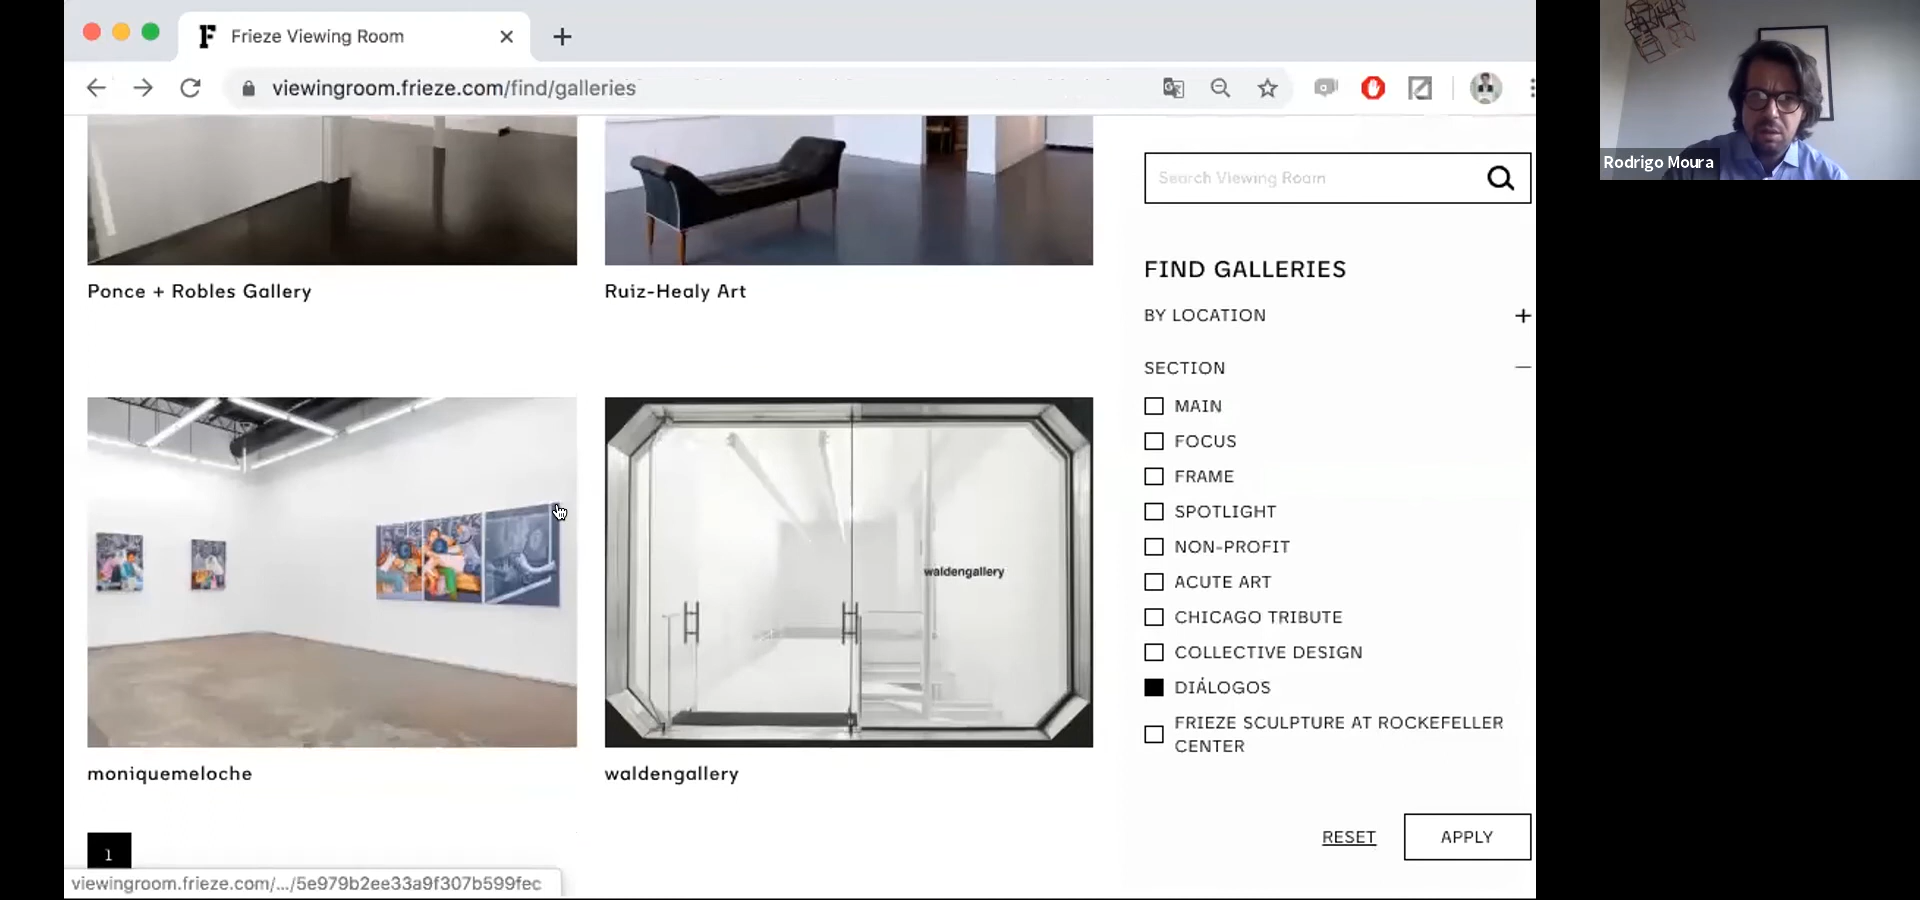 F Frieze Viewing Room
viewingroom.frieze.com/find/galleries
Rodrigo Moura
Ponce + Robles Gallery
Ruiz-Healy Art
waldengallery
moniquemeloche
waldengallery
1
viewingroom.frieze.com/.../5e979b2ee33a9f307b599fec
Search Viewing Room
FIND GALLERIES
BY LOCATION
SECTION
MAIN
FOCUS
FRAME
SPOTLIGHT
NON-PROFIT
ACUTE ART
CHICAGO TRIBUTE
COLLECTIVE DESIGN
DIÁLOGOS
FRIEZE SCULPTURE AT ROCKEFELLER
CENTER
RESET
APPLY